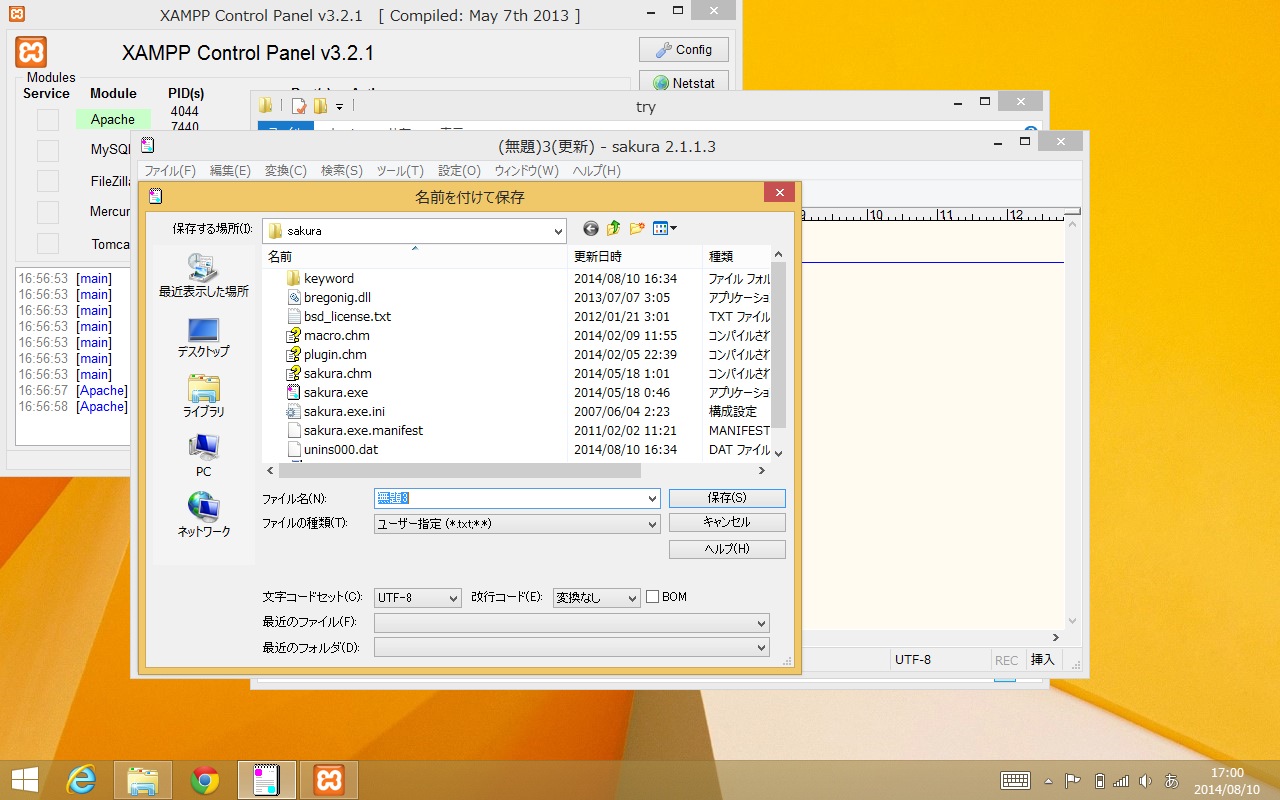 XAMPP Control Panel v3.2.1 [ Compiled: May 7th 2013 ]
XAMPP Control Panel v3.2.1
Config
Netstat
Modules
Service Module PID(s)
Apache 4044
7440
MySQL
FileZilla
Mercur
Tomca
16:56:53 [main]
16:56:53 [main]
16:56:53 [main]
16:56:53 [main]
16:56:53 [main]
16:56:53 [main]
16:56:53 [main]
16:56:57 [Apache]
16:56:58 [Apache]
try
(無題)3(更新) - sakura 2.1.1.3
ファイル(F) 編集(E) 変換(C) 検索(S) ツール(T) 設定(O) ウィンドウ(W) ヘルプ(H)
9 10 11 12
名前を付けて保存
保存する場所(I): sakura
名前 更新日時 種類
keyword 2014/08/10 16:34 ファイル フォル
bregonig.dll 2013/07/07 3:05 アプリケーショ
bsd_license.txt 2012/01/21 3:01 TXT ファイル
macro.chm 2014/02/09 11:55 コンパイルされ
plugin.chm 2014/02/05 22:39 コンパイルされ
sakura.chm 2014/05/18 1:01 コンパイルされ
sakura.exe 2014/05/18 0:46 アプリケーショ
sakura.exe.ini 2007/06/04 2:23 構成設定
sakura.exe.manifest 2011/02/02 11:21 MANIFEST
unins000.dat 2014/08/10 16:34 DAT ファイル
最近表示した場所
デスクトップ
ライブラリ
PC
ネットワーク
ファイル名(N): 無題3 保存(S)
ファイルの種類(T): ユーザー指定 (*.txt;*.*) キャンセル
ヘルプ(H)
文字コードセット(C): UTF-8 改行コード(E): 変換なし BOM
最近のファイル(F):
最近のフォルダ(D):
UTF-8 REC 挿入
あ 17:00
2014/08/10